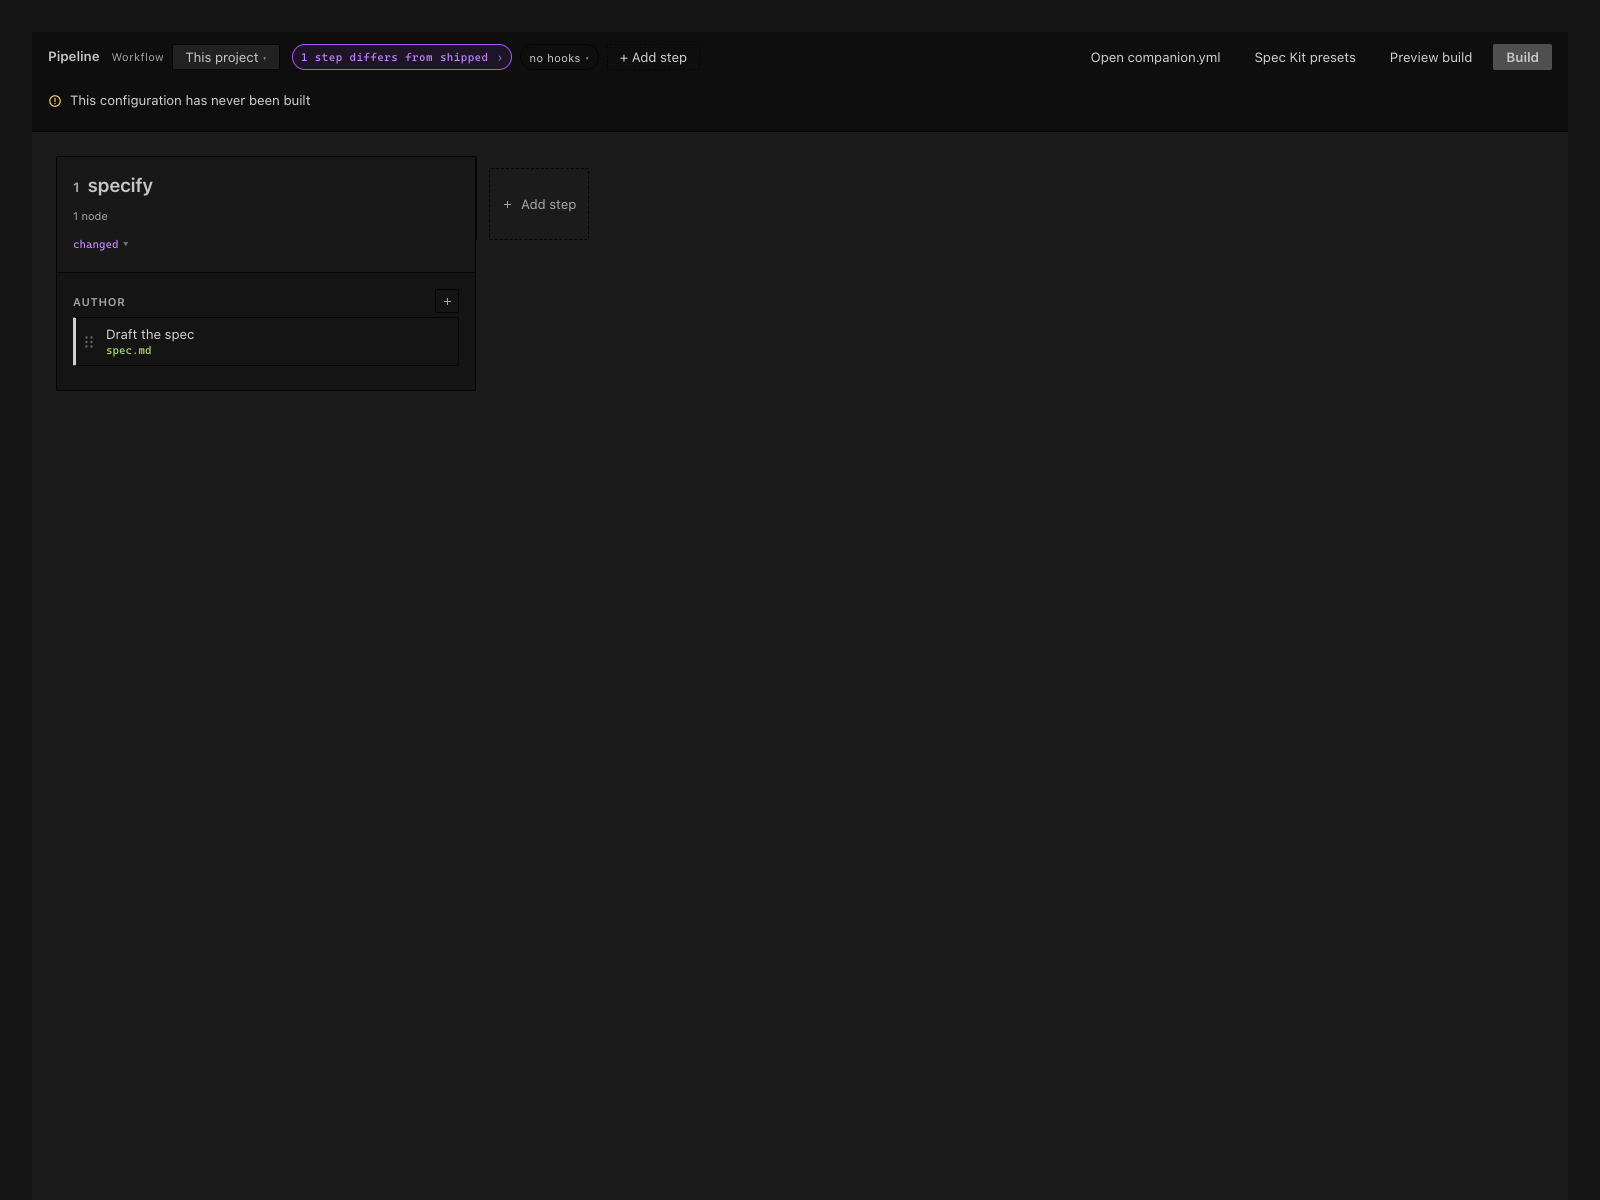 Pipeline Workflow This project 1 step differs from shipped › no hooks + Add step Open companion.yml Spec Kit presets Preview build Build
This configuration has never been built
1 specify
1 node
changed
+ Add step
AUTHOR +
Draft the spec
spec.md